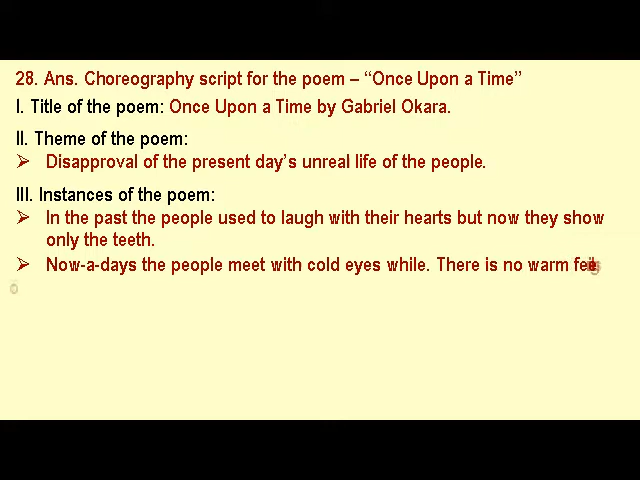 28. Ans. Choreography script for the poem – “Once Upon a Time”
I. Title of the poem: Once Upon a Time by Gabriel Okara.
II. Theme of the poem:
➢ Disapproval of the present day’s unreal life of the people.
III. Instances of the poem:
➢ In the past the people used to laugh with their hearts but now they show
only the teeth.
➢ Now-a-days the people meet with cold eyes while. There is no warm